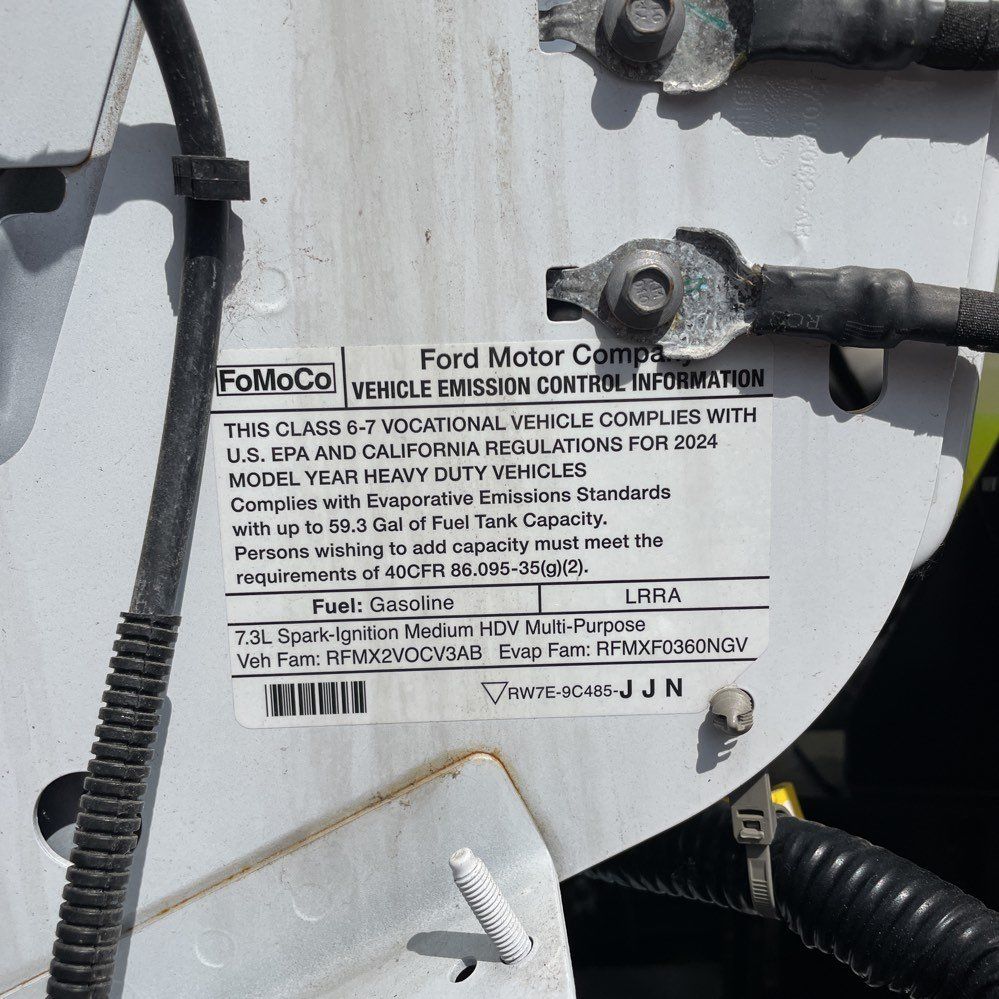 Ford Motor Company
FoMoCo
VEHICLE EMISSION CONTROL INFORMATION
THIS CLASS 6-7 VOCATIONAL VEHICLE COMPLIES WITH
U.S. EPA AND CALIFORNIA REGULATIONS FOR 2024
MODEL YEAR HEAVY DUTY VEHICLES
Complies with Evaporative Emissions Standards
with up to 59.3 Gal of Fuel Tank Capacity.
Persons wishing to add capacity must meet the
requirements of 40CFR 86.095-35(g)(2).
Fuel: Gasoline
LRRA
7.3L Spark-Ignition Medium HDV Multi-Purpose
Veh Fam: RFMX2VOCV3AB Evap Fam: RFMXF0360NGV
RW7E-9C485-JJN